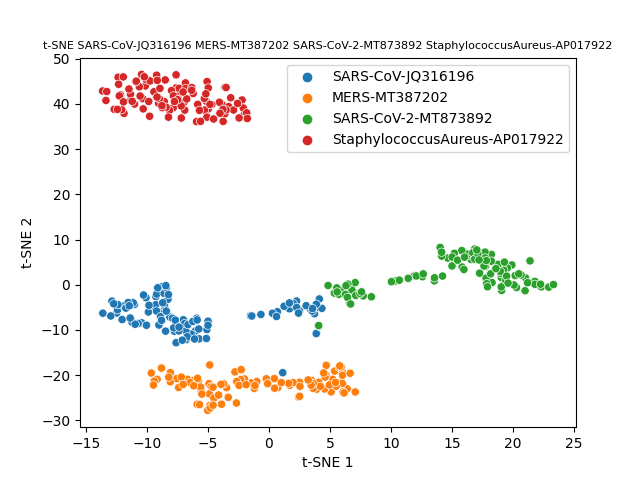 t-SNE SARS-CoV-JQ316196 MERS-MT387202 SARS-CoV-2-MT873892 StaphylococcusAureus-AP017922
SARS-CoV-JQ316196
MERS-MT387202
SARS-CoV-2-MT873892
StaphylococcusAureus-AP017922
t-SNE 2
50
40
30
20
10
0
−10
−20
−30
−15 −10 −5 0 5 10 15 20 25
t-SNE 1